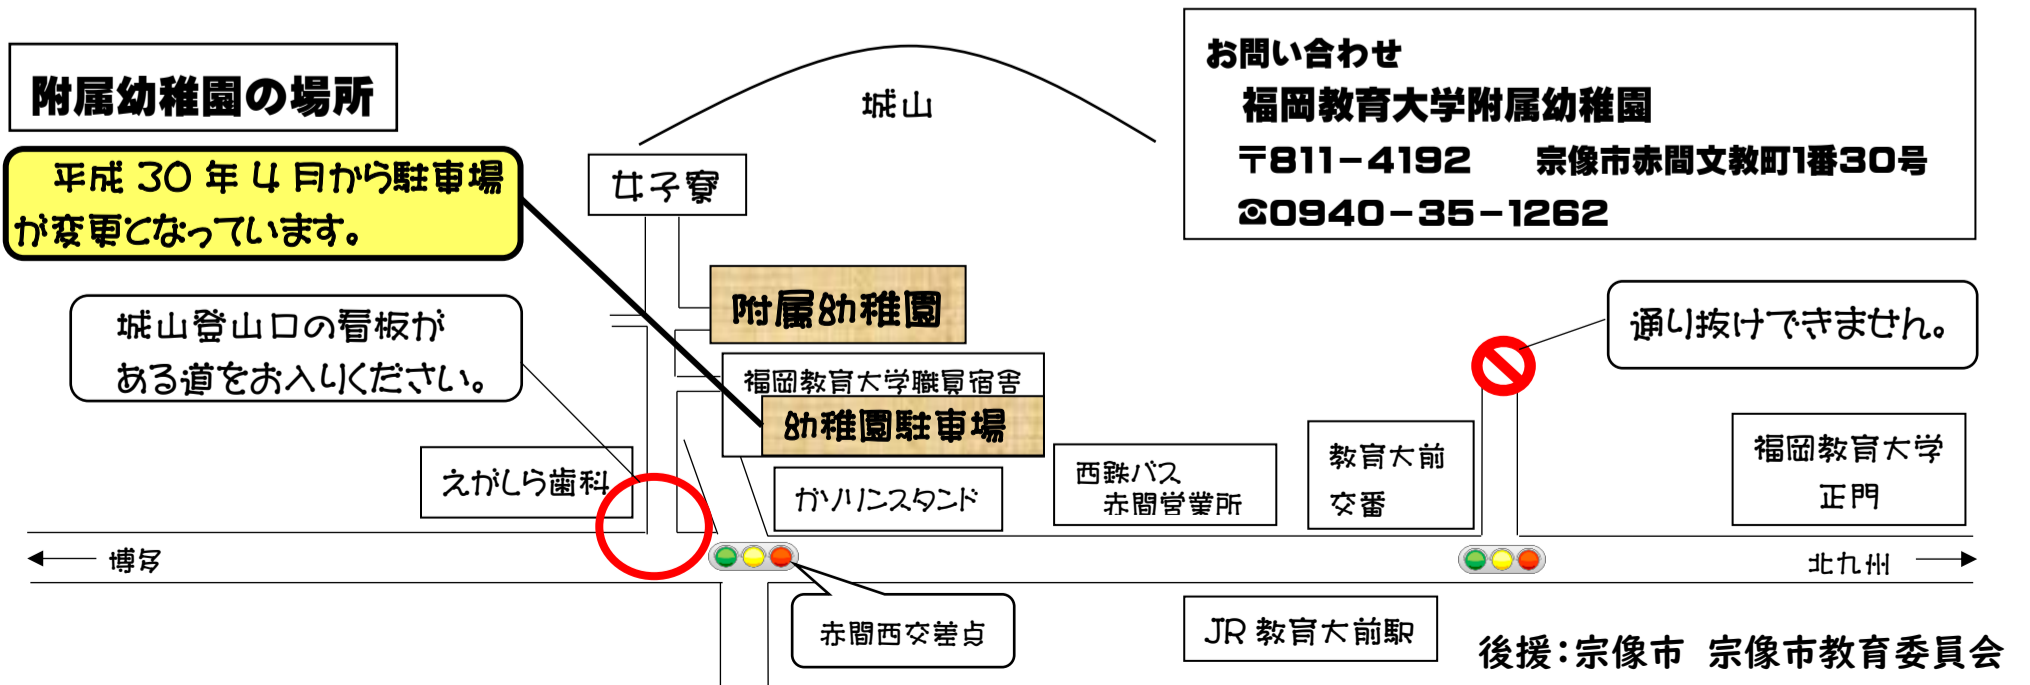 附属幼稚園の場所
平成 30 年 4 月から駐車場
が変更となっています。
城山
お問い合わせ
福岡教育大学附属幼稚園
〒811-4192 宗像市赤間文教町1番30号
☎0940-35-1262
女子寮
附属幼稚園
城山登山口の看板が
ある道をお入りください。
通り抜けできません。
福岡教育大学職員宿舎
幼稚園駐車場
えがしら歯科
ガソリンスタンド
西鉄バス
赤間営業所
教育大前
交番
福岡教育大学
正門
博多
北九州
赤間西交差点
JR 教育大前駅
後援:宗像市 宗像市教育委員会